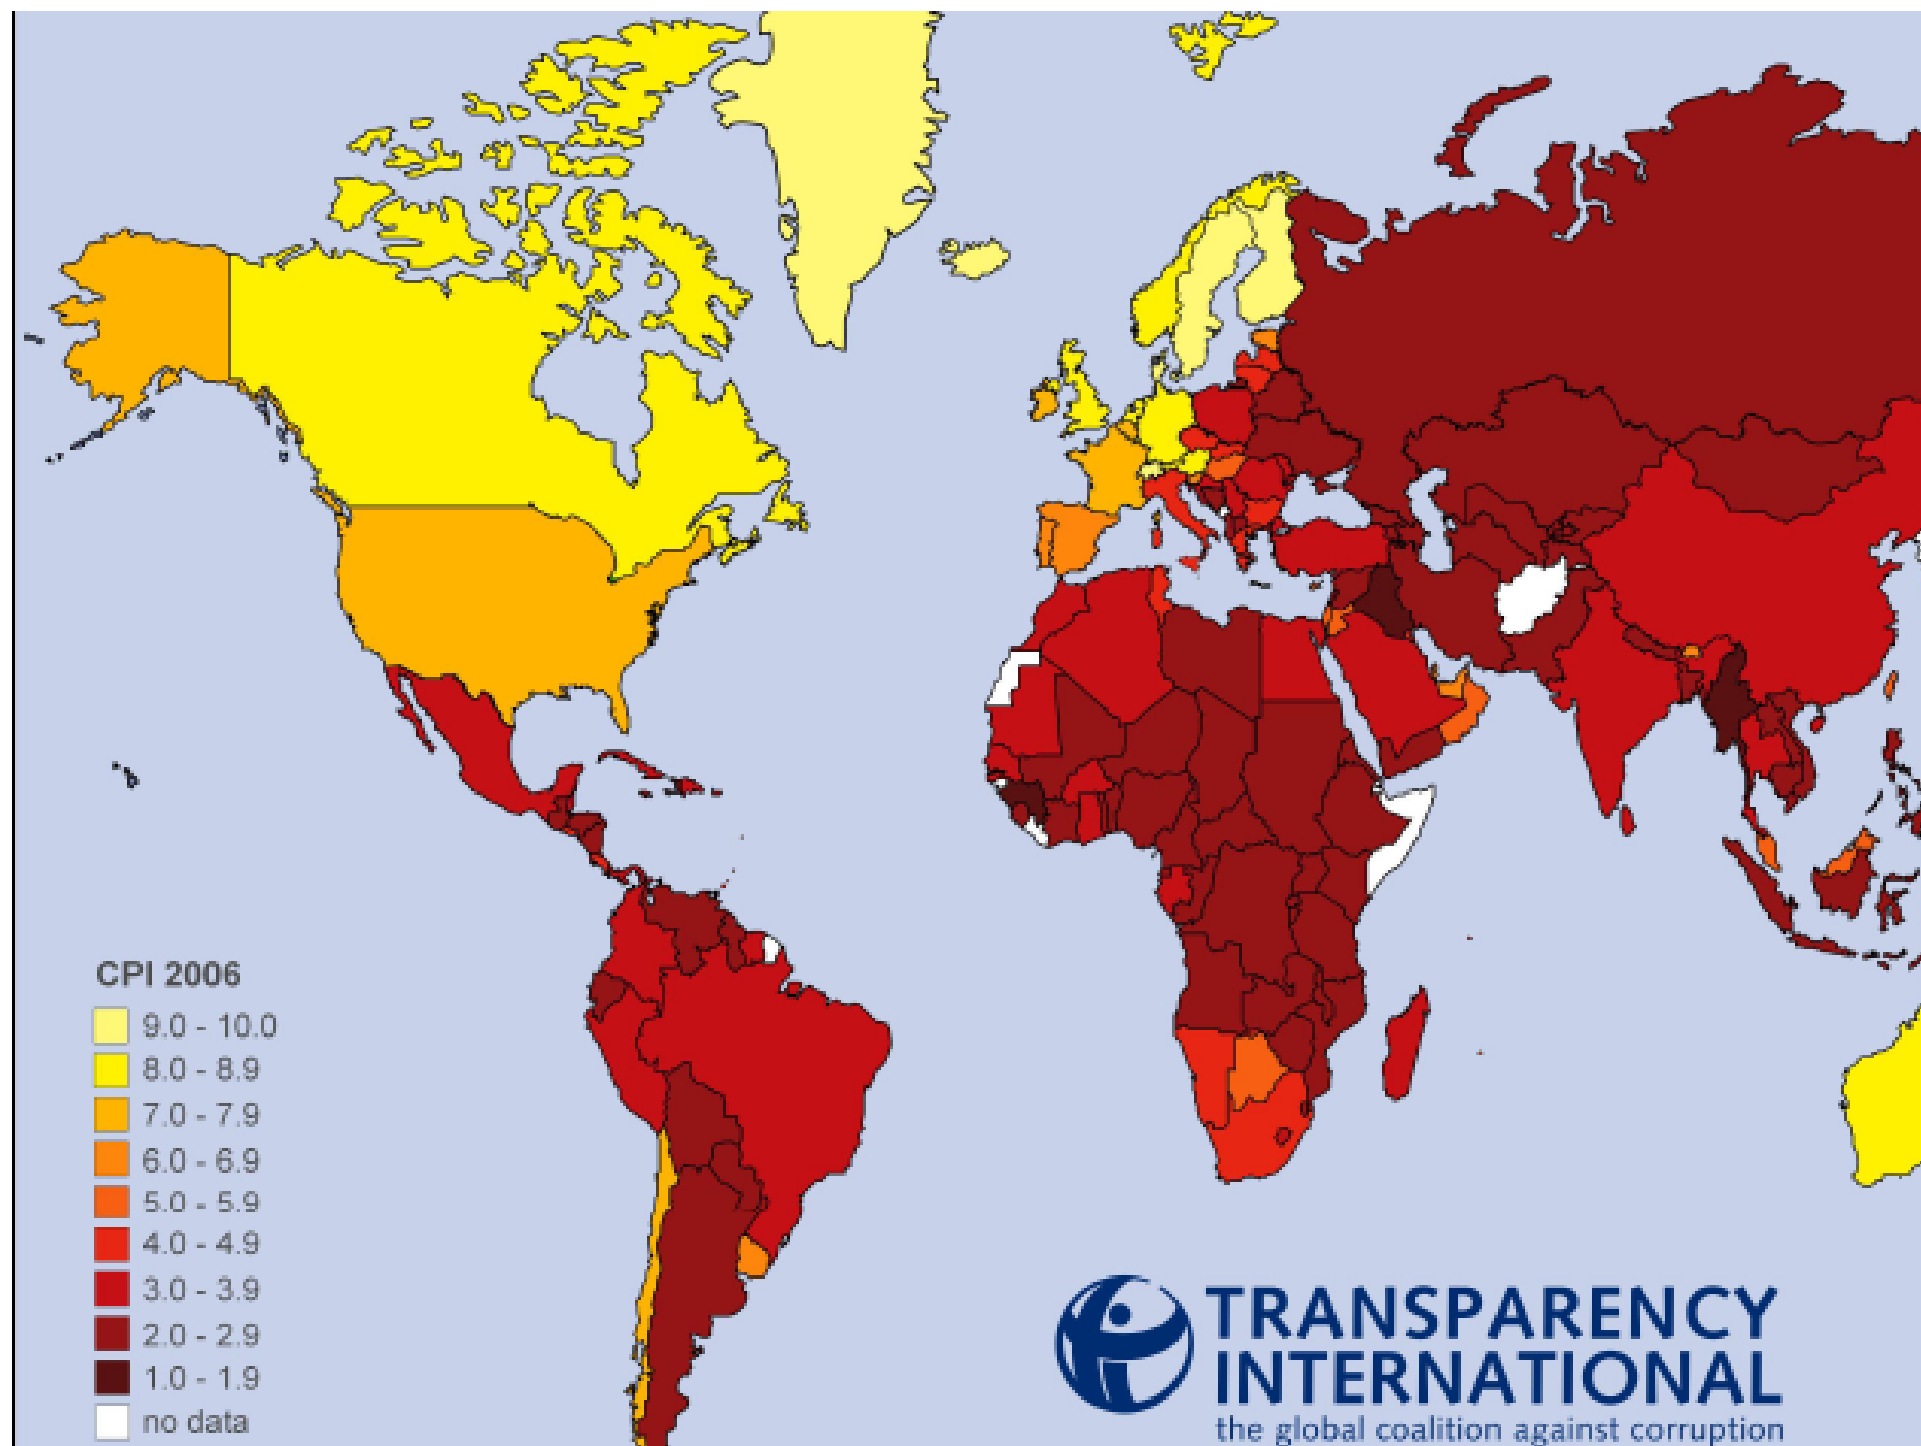 CPI 2006
9.0 - 10.0
8.0 - 8.9
7.0 - 7.9
6.0 - 6.9
5.0 - 5.9
4.0 - 4.9
3.0 - 3.9
2.0 - 2.9
1.0 - 1.9
no data
TRANSPARENCY
INTERNATIONAL
the global coalition against corruption